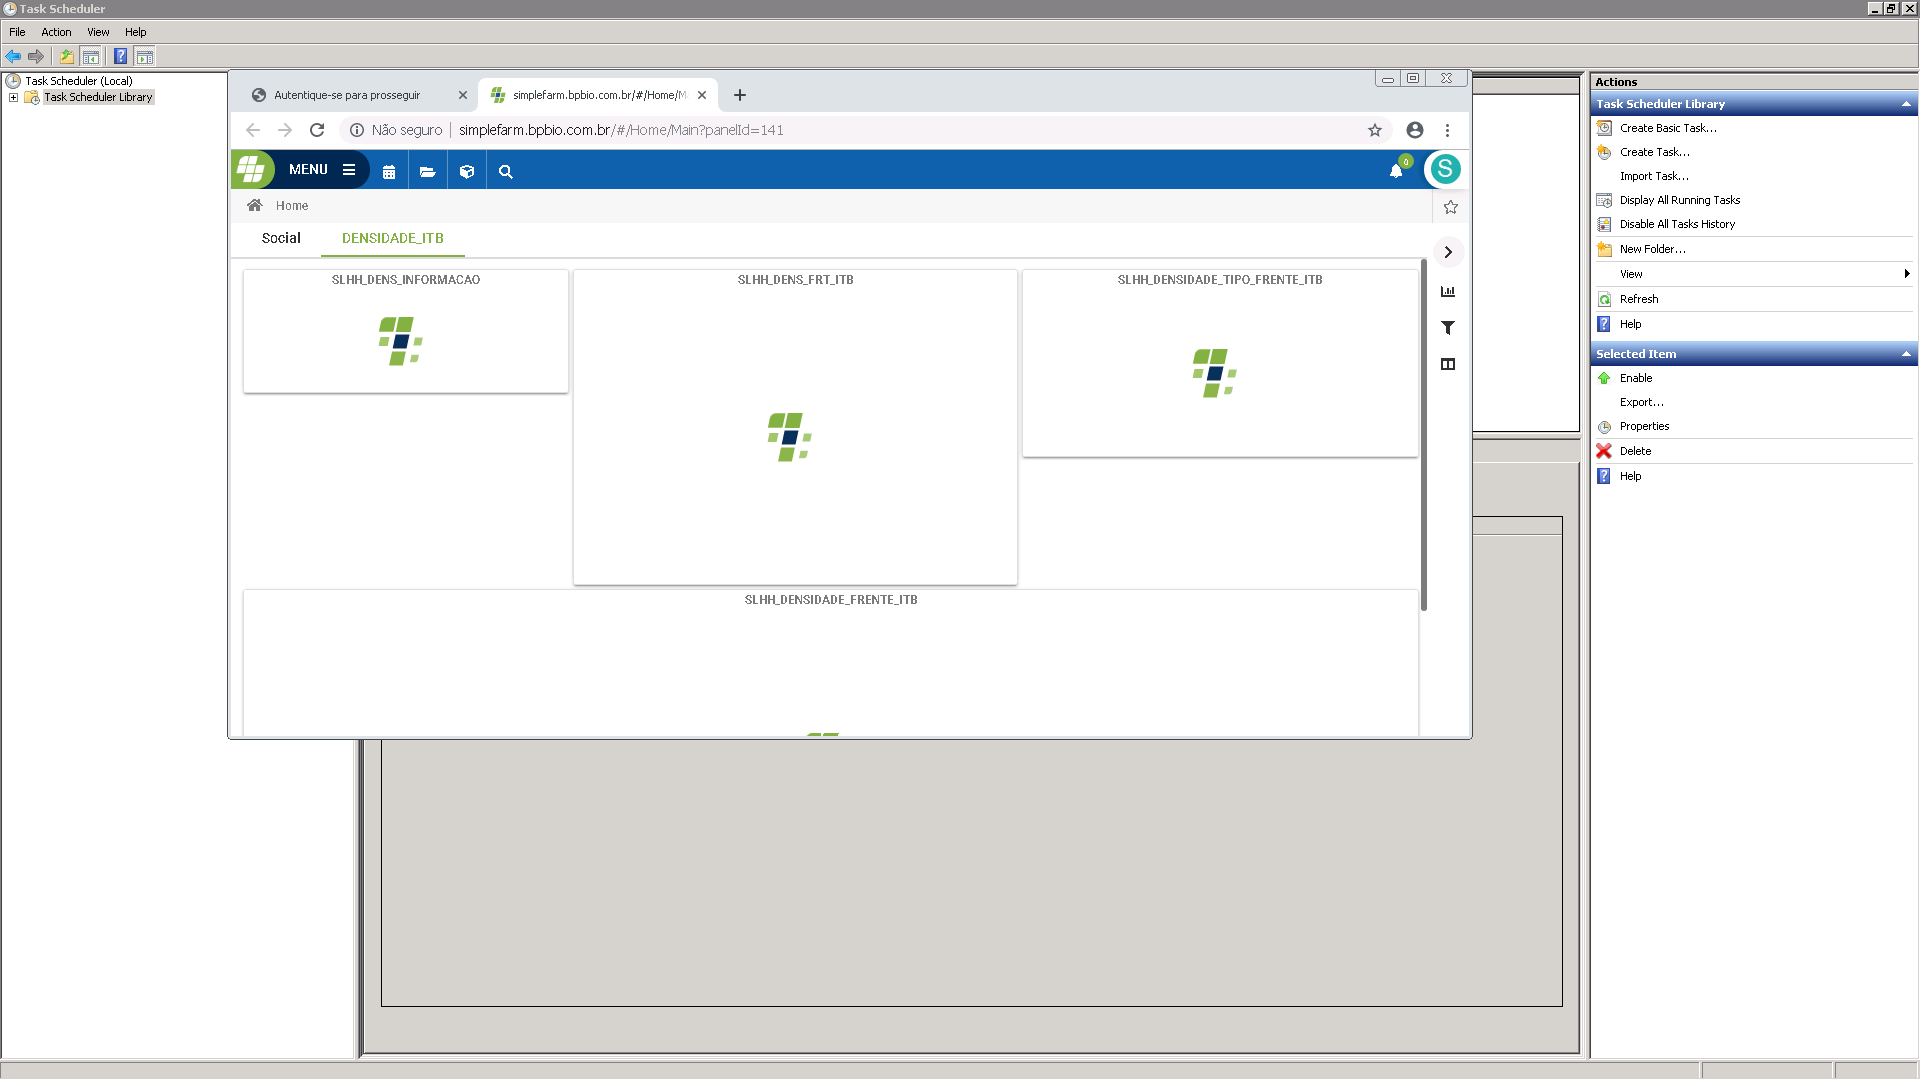 Task Scheduler
File Action View Help
Task Scheduler (Local)
Task Scheduler Library
Autentique-se para prosseguir
simplefarm.bpbio.com.br/#/Home/M
Não seguro simplefarm.bpbio.com.br/#/Home/Main?panelId=141
MENU
0
S
Home
Social DENSIDADE_ITB
SLHH_DENS_INFORMACAO
SLHH_DENS_FRT_ITB
SLHH_DENSIDADE_TIPO_FRENTE_ITB
SLHH_DENSIDADE_FRENTE_ITB
Actions
Task Scheduler Library
Create Basic Task...
Create Task...
Import Task...
Display All Running Tasks
Disable All Tasks History
New Folder...
View
Refresh
Help
Selected Item
Enable
Export...
Properties
Delete
Help